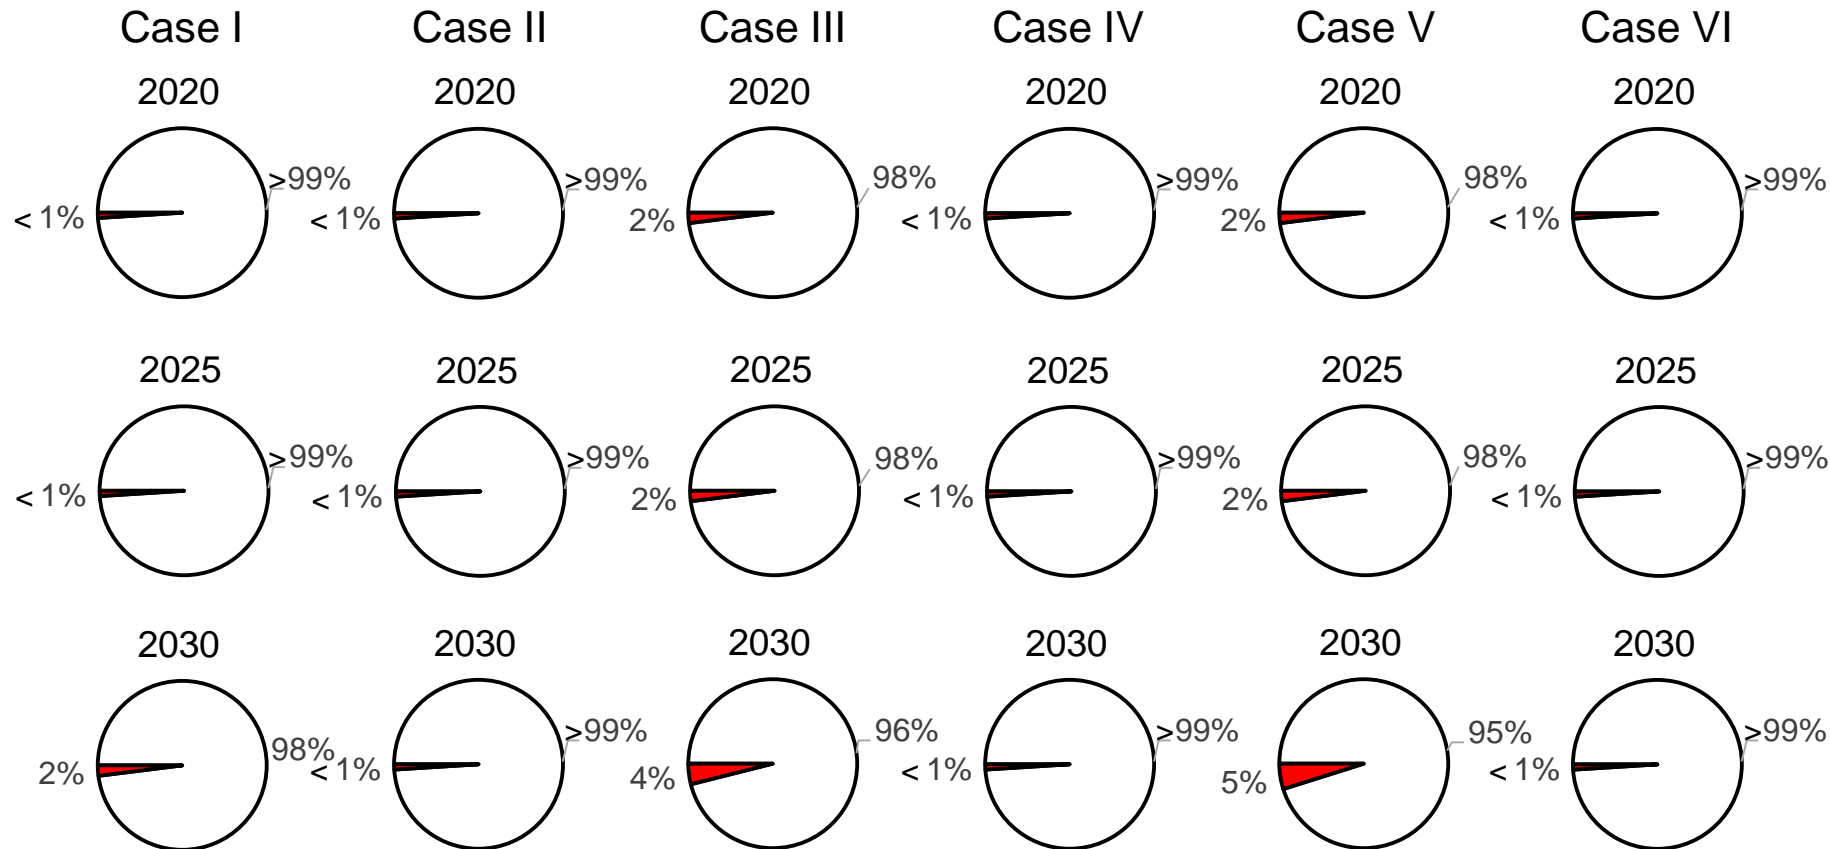 Case I Case II Case III Case IV Case V Case VI
2020 2020 2020 2020 2020 2020
>99% >99% 98% >99% 98% >99%
< 1% < 1% 2% < 1% 2% < 1%
2025 2025 2025 2025 2025 2025
>99% >99% 98% >99% 98% >99%
< 1% < 1% 2% < 1% 2% < 1%
2030 2030 2030 2030 2030 2030
98% >99% 96% >99% 95% >99%
2% < 1% 4% < 1% 5% < 1%